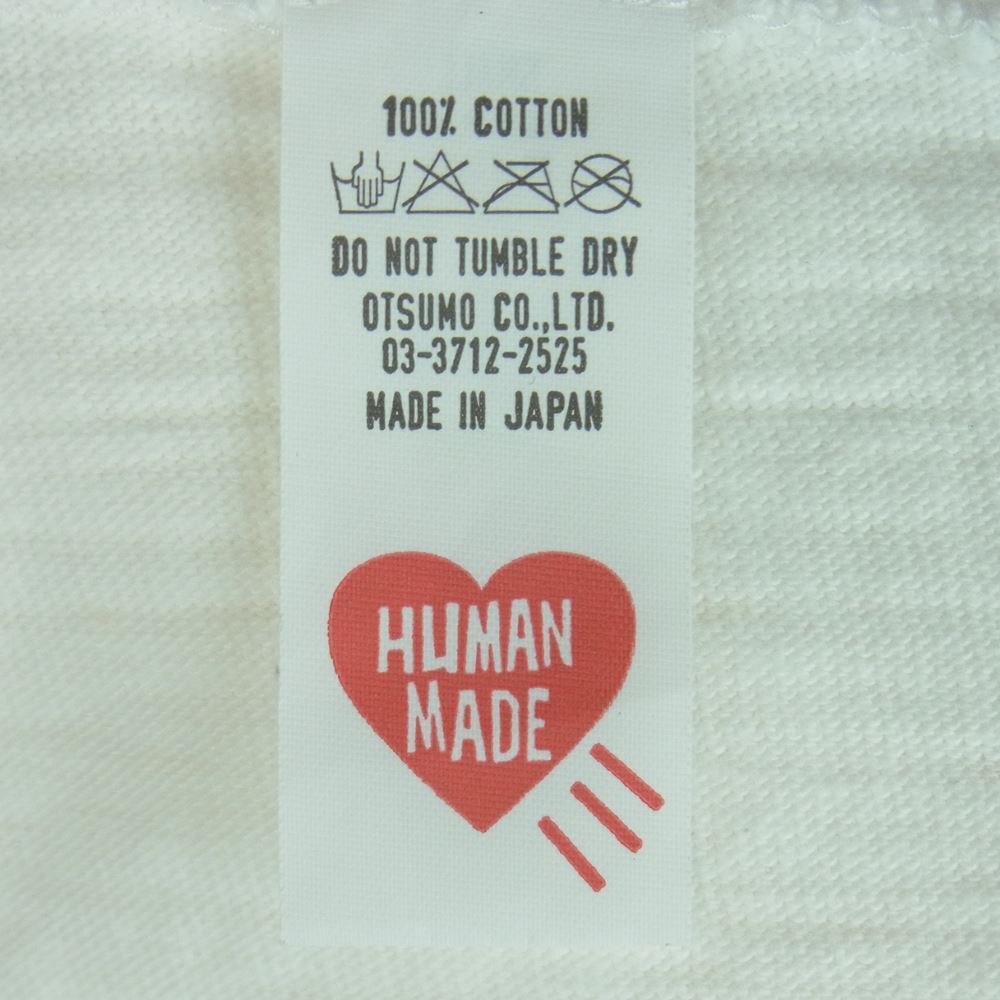 100% COTTON
DO NOT TUMBLE DRY
OTSUMO CO.,LTD.
03-3712-2525
MADE IN JAPAN
HUMAN
MADE